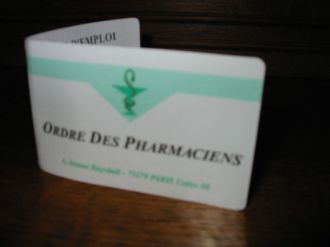 D'EMPLOI
ORDRE DES PHARMACIENS
4, Avenue Ruysdaël - 75379 PARIS Cedex 08